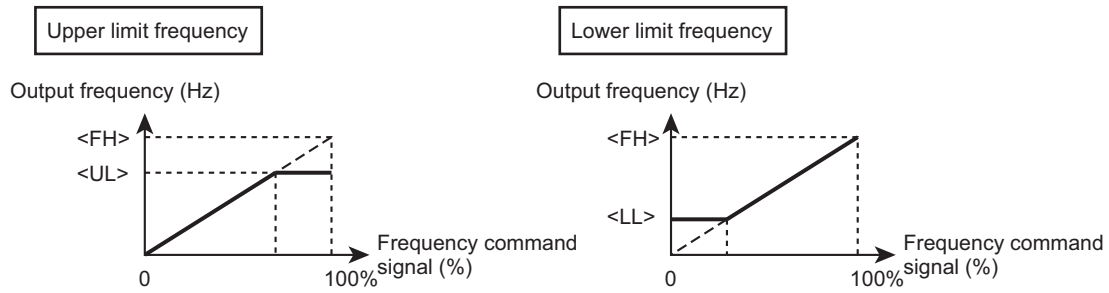 Upper limit frequency
Output frequency (Hz)
<FH>
<UL>
0
100%
Frequency command
signal (%)
Lower limit frequency
Output frequency (Hz)
<FH>
<LL>
0
100%
Frequency command
signal (%)